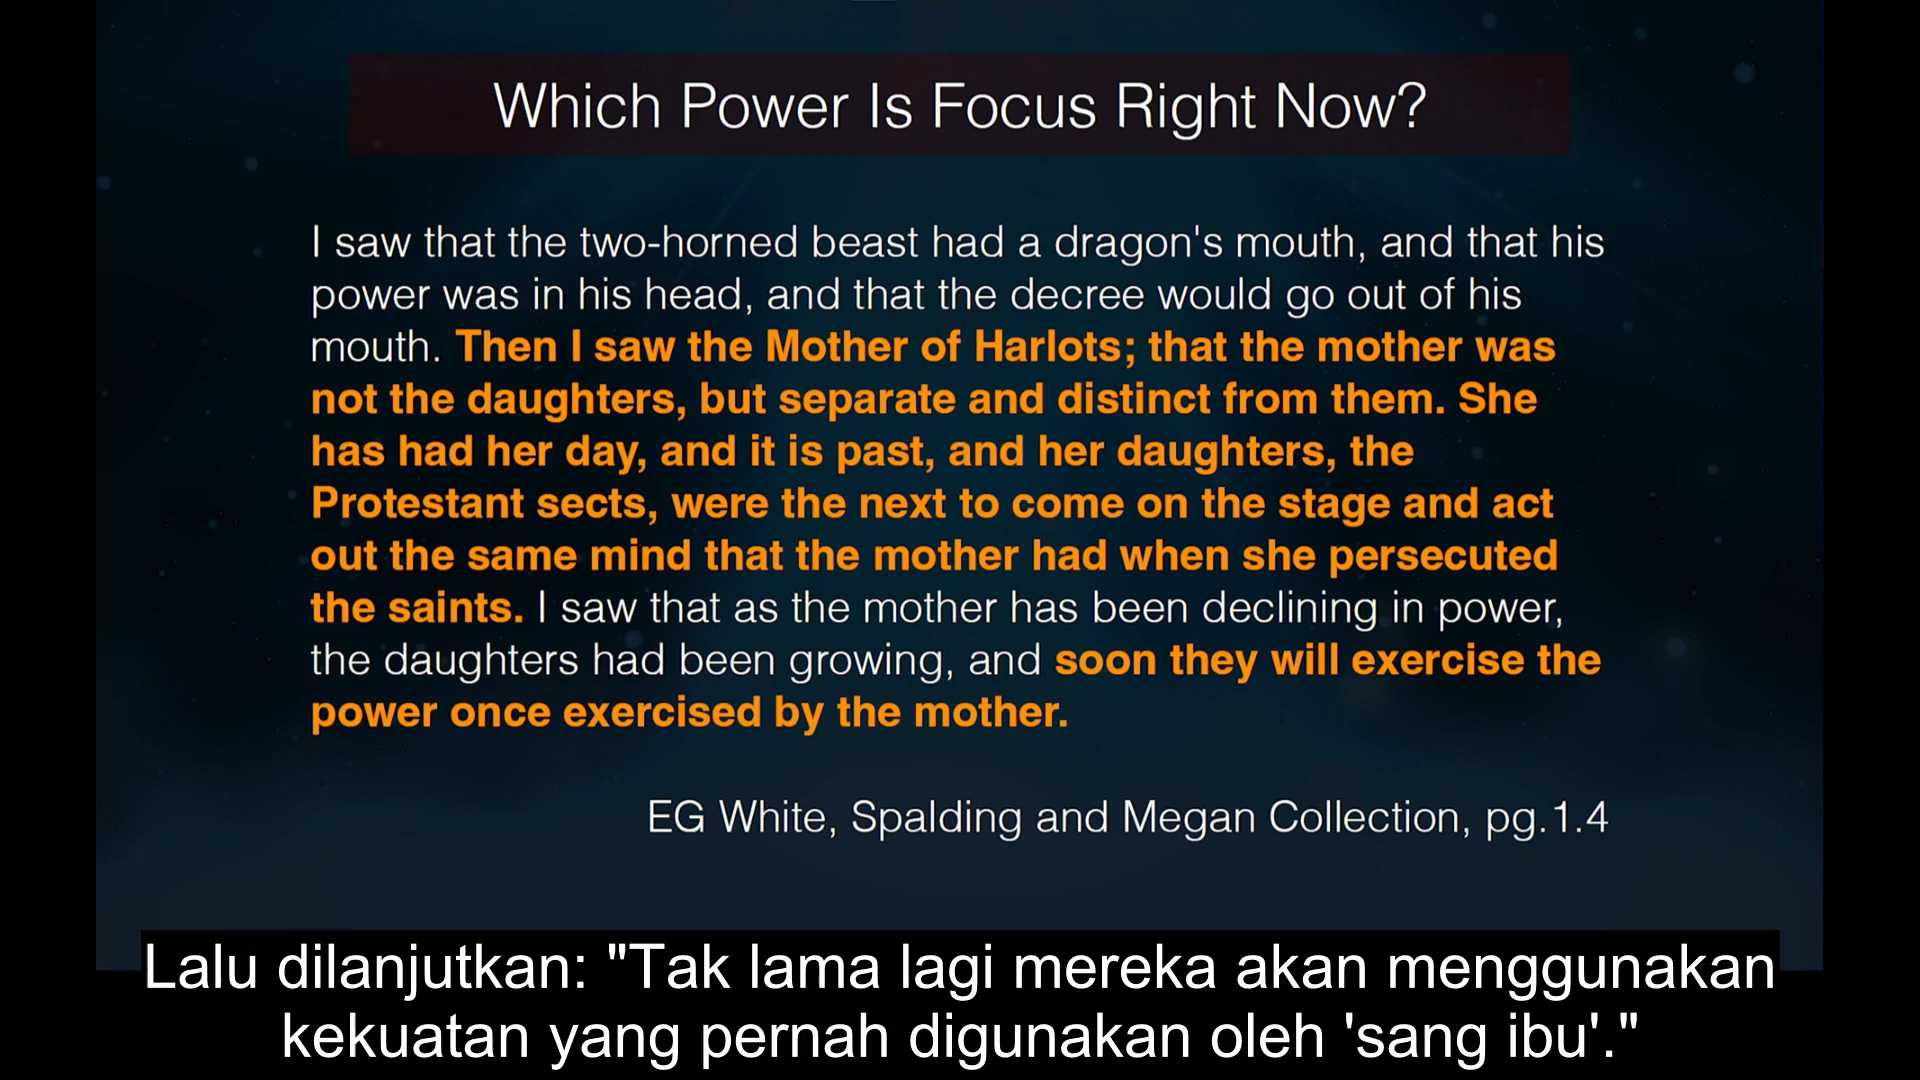 Which Power Is Focus Right Now?
I saw that the two-horned beast had a dragon's mouth, and that his
power was in his head, and that the decree would go out of his
mouth. Then I saw the Mother of Harlots; that the mother was
not the daughters, but separate and distinct from them. She
has had her day, and it is past, and her daughters, the
Protestant sects, were the next to come on the stage and act
out the same mind that the mother had when she persecuted
the saints. I saw that as the mother has been declining in power,
the daughters had been growing, and soon they will exercise the
power once exercised by the mother.
EG White, Spalding and Megan Collection, pg.1.4
Lalu dilanjutkan: "Tak lama lagi mereka akan menggunakan
kekuatan yang pernah digunakan oleh 'sang ibu'."